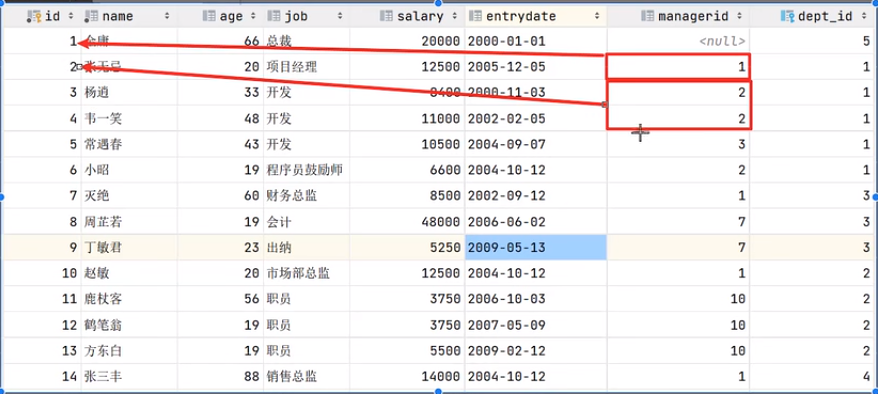 id name age job salary entrydate managerid dept_id
1 金庸 66 总裁 20000 2000-01-01 <null> 5
2 张无忌 20 项目经理 12500 2005-12-05 1 1
3 杨逍 33 开发 8400 2000-11-03 2 1
4 韦一笑 48 开发 11000 2002-02-05 2 1
5 常遇春 43 开发 10500 2004-09-07 3 1
6 小昭 19 程序员鼓励师 6600 2004-10-12 2 1
7 灭绝 60 财务总监 8500 2002-09-12 1 3
8 周芷若 19 会计 48000 2006-06-02 7 3
9 丁敏君 23 出纳 5250 2009-05-13 7 3
10 赵敏 20 市场部总监 12500 2004-10-12 1 2
11 鹿杖客 56 职员 3750 2006-10-03 10 2
12 鹤笔翁 19 职员 3750 2007-05-09 10 2
13 方东白 19 职员 5500 2009-02-12 10 2
14 张三丰 88 销售总监 14000 2004-10-12 1 4